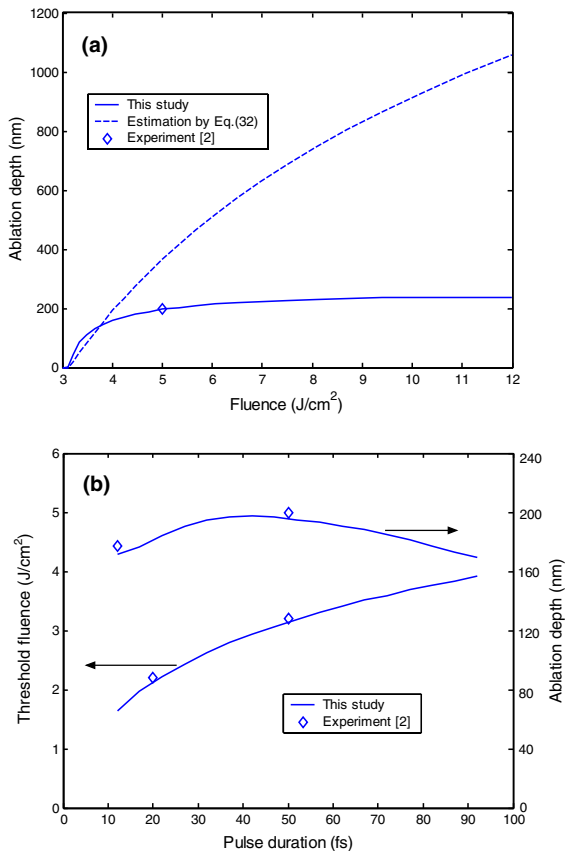 1200
(a)
1000
This study
Estimation by Eq.(32)
Experiment [2]
800
600
400
200
0
Ablation depth (nm)
3 4 5 6 7 8 9 10 11 12
Fluence (J/cm²)
6 240
(b)
5 200
4 160
3 120
2 80
This study
Experiment [2]
1 40
0 0
Threshold fluence (J/cm²)
Ablation depth (nm)
0 10 20 30 40 50 60 70 80 90 100
Pulse duration (fs)